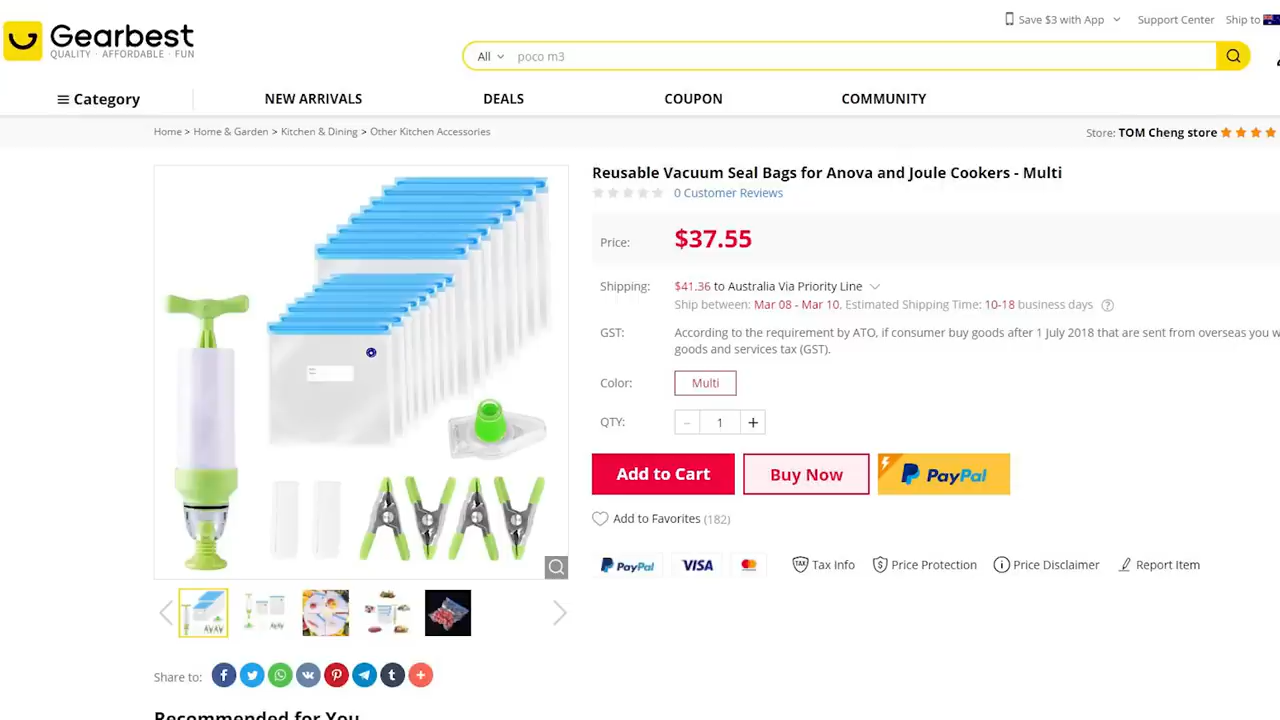 Save $3 with App
Support Center
Ship to
Gearbest
QUALITY · AFFORDABLE · FUN
All
poco m3
Category
NEW ARRIVALS
DEALS
COUPON
COMMUNITY
Home > Home & Garden > Kitchen & Dining > Other Kitchen Accessories
Store: TOM Cheng store
Reusable Vacuum Seal Bags for Anova and Joule Cookers - Multi
0 Customer Reviews
Price: $37.55
Shipping: $41.36 to Australia Via Priority Line
Ship between: Mar 08 - Mar 10, Estimated Shipping Time: 10-18 business days ?
GST: According to the requirement by ATO, if consumer buy goods after 1 July 2018 that are sent from overseas you w
goods and services tax (GST).
Color: Multi
QTY: - 1 +
Add to Cart
Buy Now
PayPal
Add to Favorites (182)
PayPal
VISA
TAX
Tax Info
$
Price Protection
Price Disclaimer
Report Item
Share to:
Recommended for You